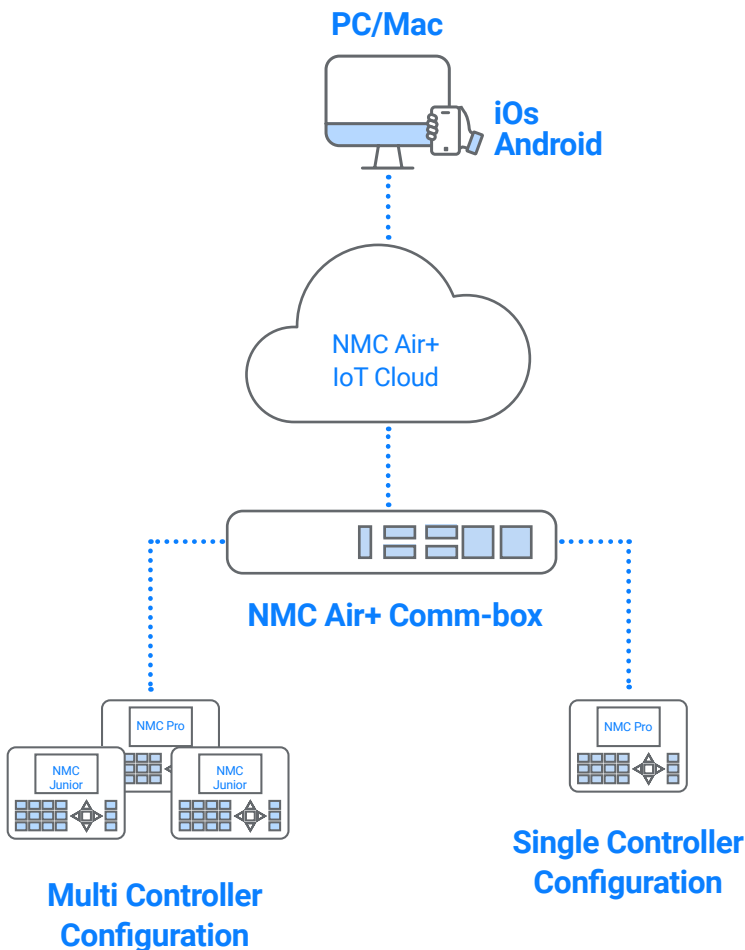 PC/Mac
iOs
Android
NMC Air+
IoT Cloud
NMC Air+ Comm-box
NMC Pro
NMC
Junior
NMC
Junior
NMC Pro
Single Controller
Configuration
Multi Controller
Configuration